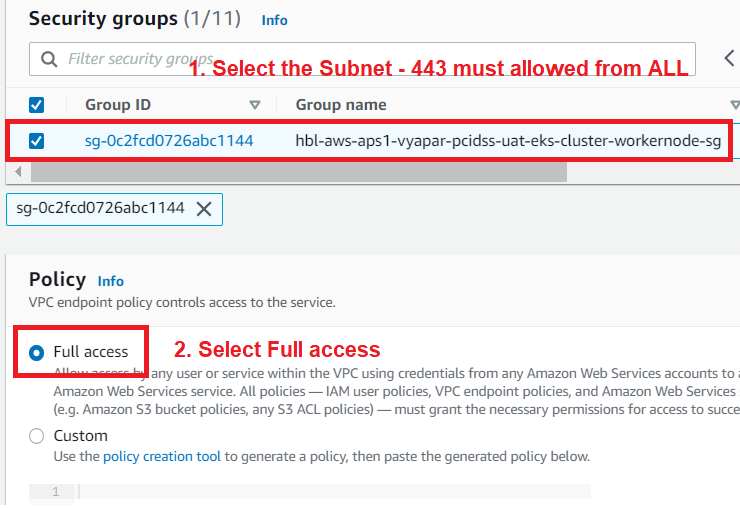 Security groups (1/11) Info
Filter security groups
1. Select the Subnet - 443 must allowed from ALL
Group ID Group name
sg-0c2fcd0726abc1144 hbl-aws-aps1-vyapar-pcidss-uat-eks-cluster-workernode-sg
sg-0c2fcd0726abc1144
Policy Info
VPC endpoint policy controls access to the service.
Full access 2. Select Full access
Allow access by any user or service within the VPC using credentials from any Amazon Web Services accounts to a
Amazon Web Services service. All policies — IAM user policies, VPC endpoint policies, and Amazon Web Services
(e.g. Amazon S3 bucket policies, any S3 ACL policies) — must grant the necessary permissions for access to succe
Custom
Use the policy creation tool to generate a policy, then paste the generated policy below.
1